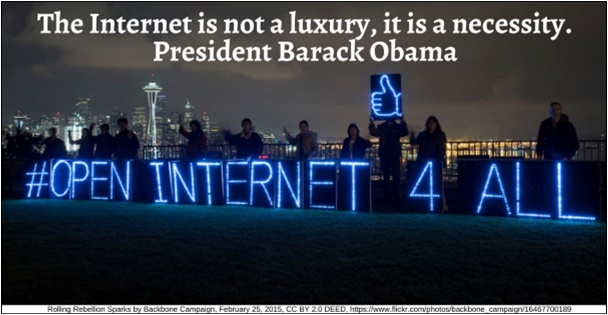 The Internet is not a luxury, it is a necessity.
President Barack Obama
#OPEN INTERNET 4 ALL
Rolling Rebellion Sparks by Backbone Campaign, February 25, 2015, CC BY 2.0 DEED, https://www.flickr.com/photos/backbone_campaign/16467700189